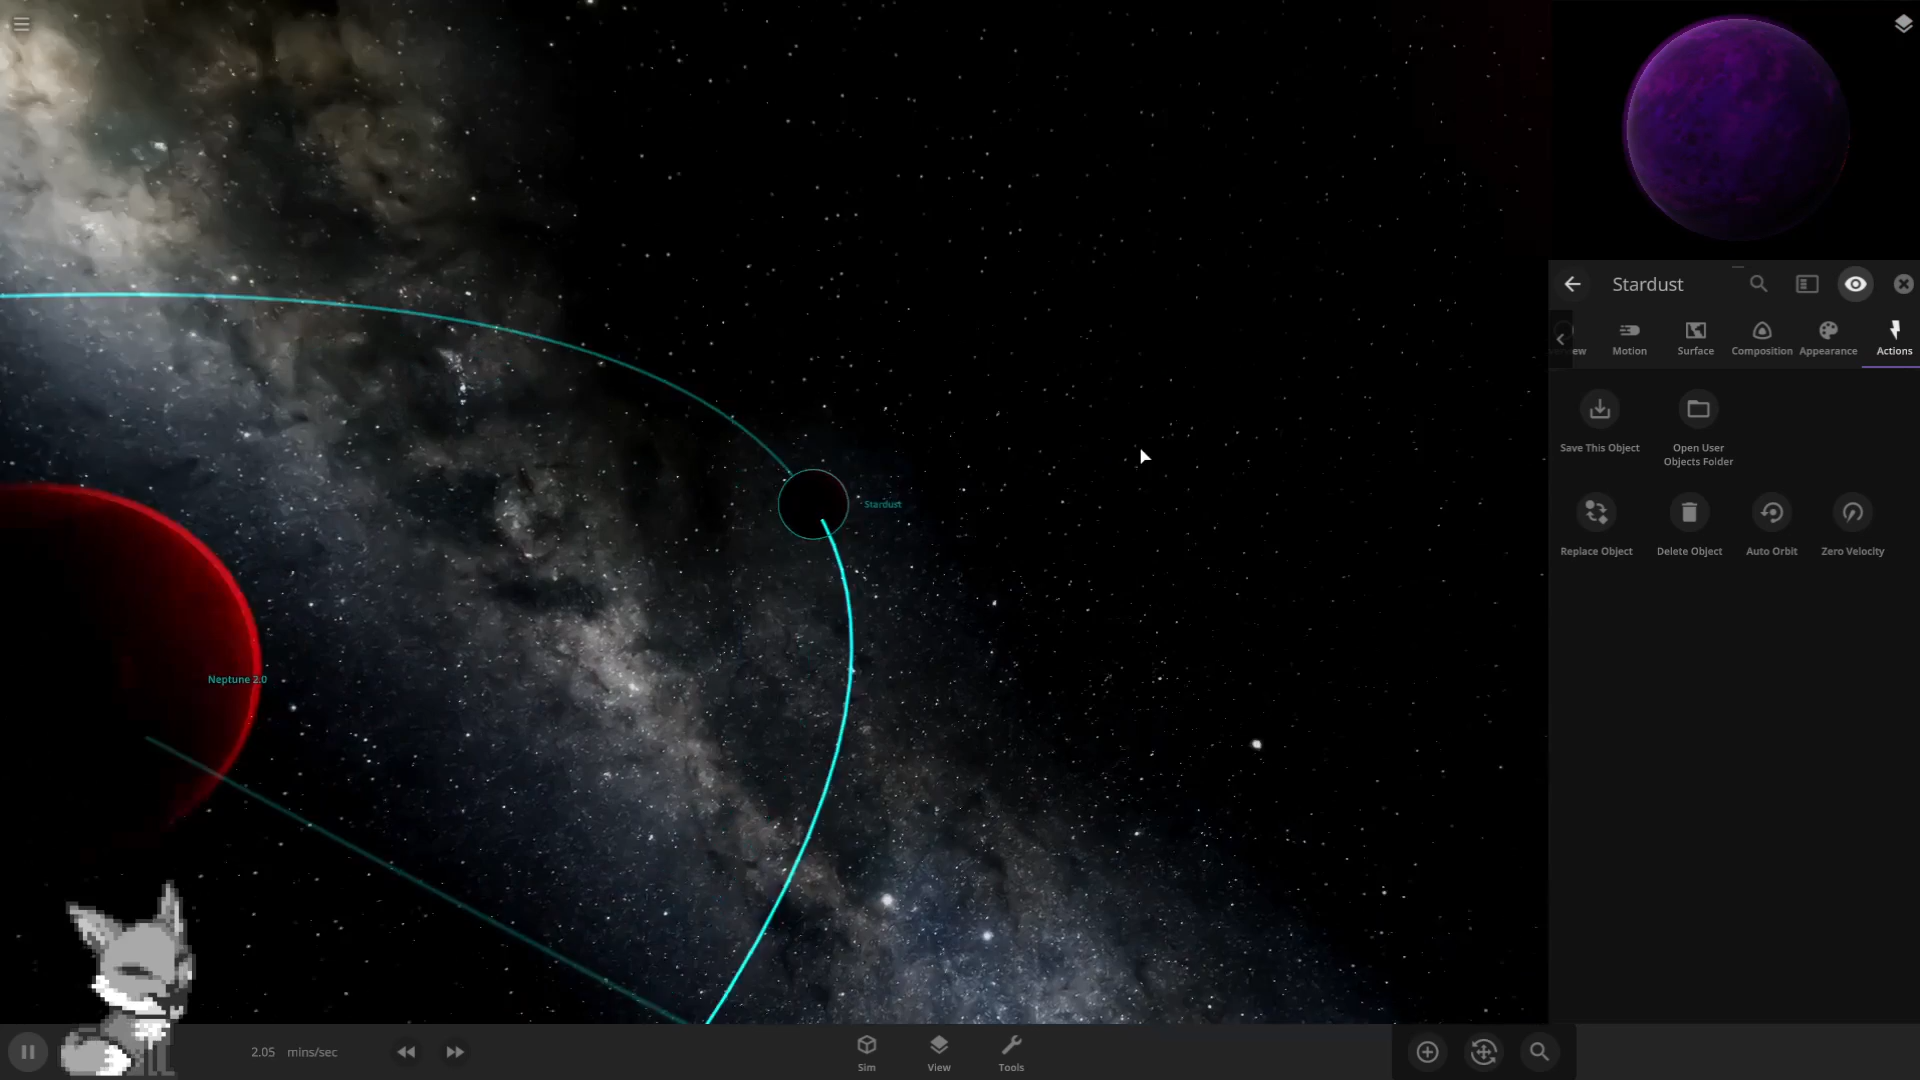 Stardust
Motion
Surface
Composition
Appearance
Actions
Save This Object
Open User
Objects Folder
Replace Object
Delete Object
Auto Orbit
Zero Velocity
Stardust
Neptune 2.0
2.05 mins/sec
Sim
View
Tools